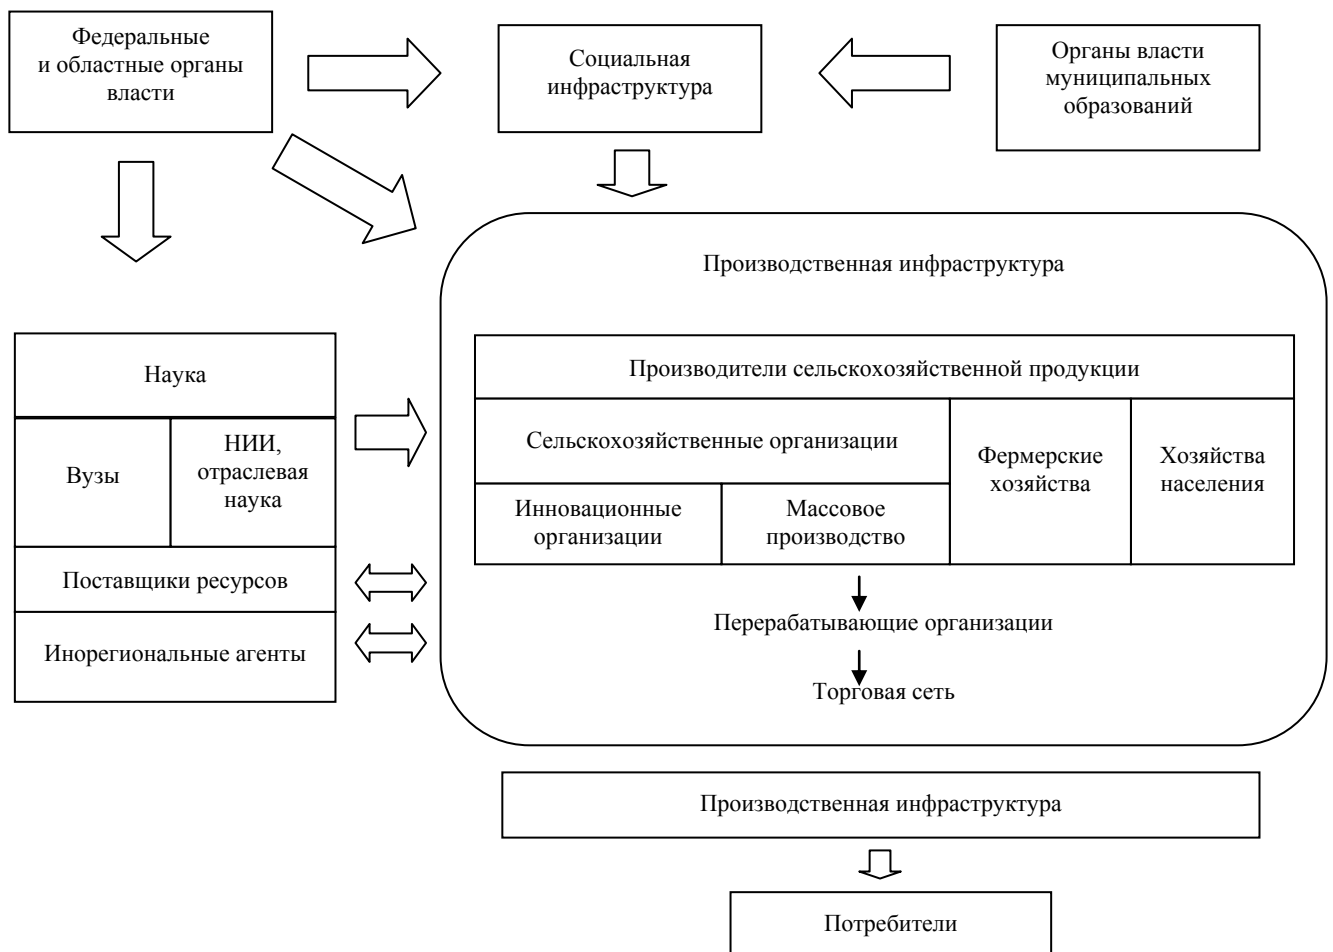 Федеральные
и областные органы
власти
Социальная
инфраструктура
Органы власти
муниципальных
образований
Производственная инфраструктура
Наука
Вузы
НИИ,
отраслевая
наука
Поставщики ресурсов
Инорегиональные агенты
Производители сельскохозяйственной продукции
Сельскохозяйственные организации
Инновационные
организации
Массовое
производство
Фермерские
хозяйства
Хозяйства
населения
Перерабатывающие организации
Торговая сеть
Производственная инфраструктура
Потребители